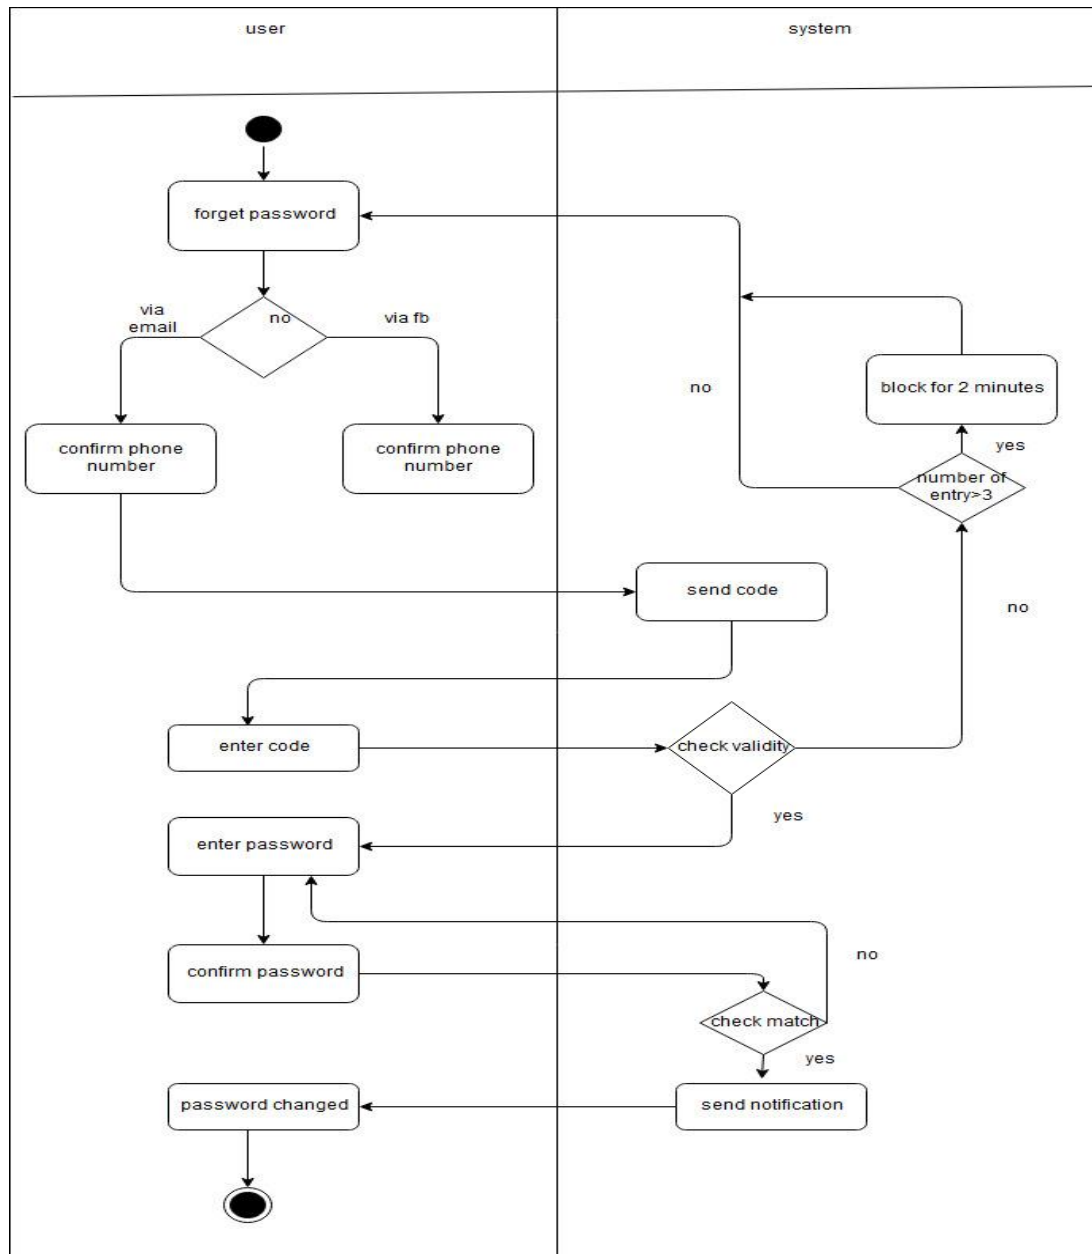 user
system
forget password
via
email
no
via fb
no
block for 2 minutes
yes
confirm phone
number
confirm phone
number
number of
entry>3
send code
no
enter code
check validity
yes
enter password
no
confirm password
check match
yes
password changed
send notification